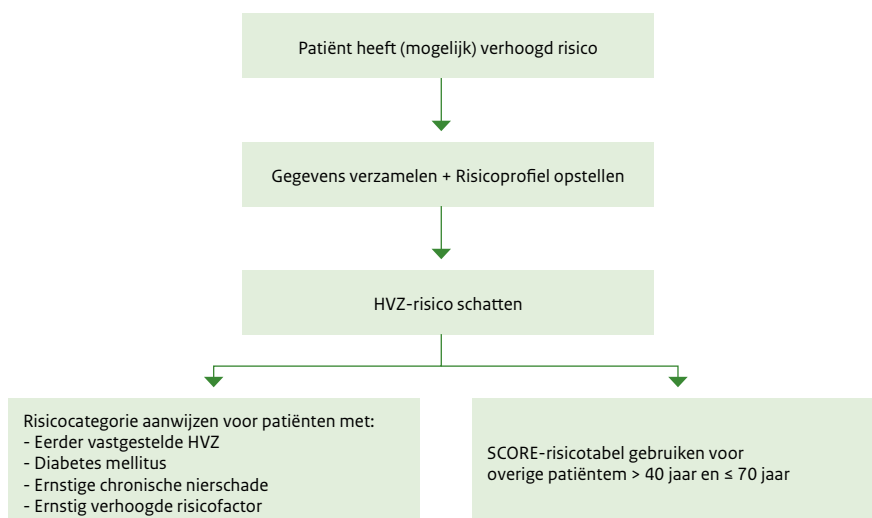 Patiënt heeft (mogelijk) verhoogd risico
Gegevens verzamelen + Risicoprofiel opstellen
HVZ-risico schatten
Risicocategorie aanwijzen voor patiënten met:
- Eerder vastgestelde HVZ
- Diabetes mellitus
- Ernstige chronische nierschade
- Ernstig verhoogde risicofactor
SCORE-risicotabel gebruiken voor
overige patiëntem > 40 jaar en ≤ 70 jaar